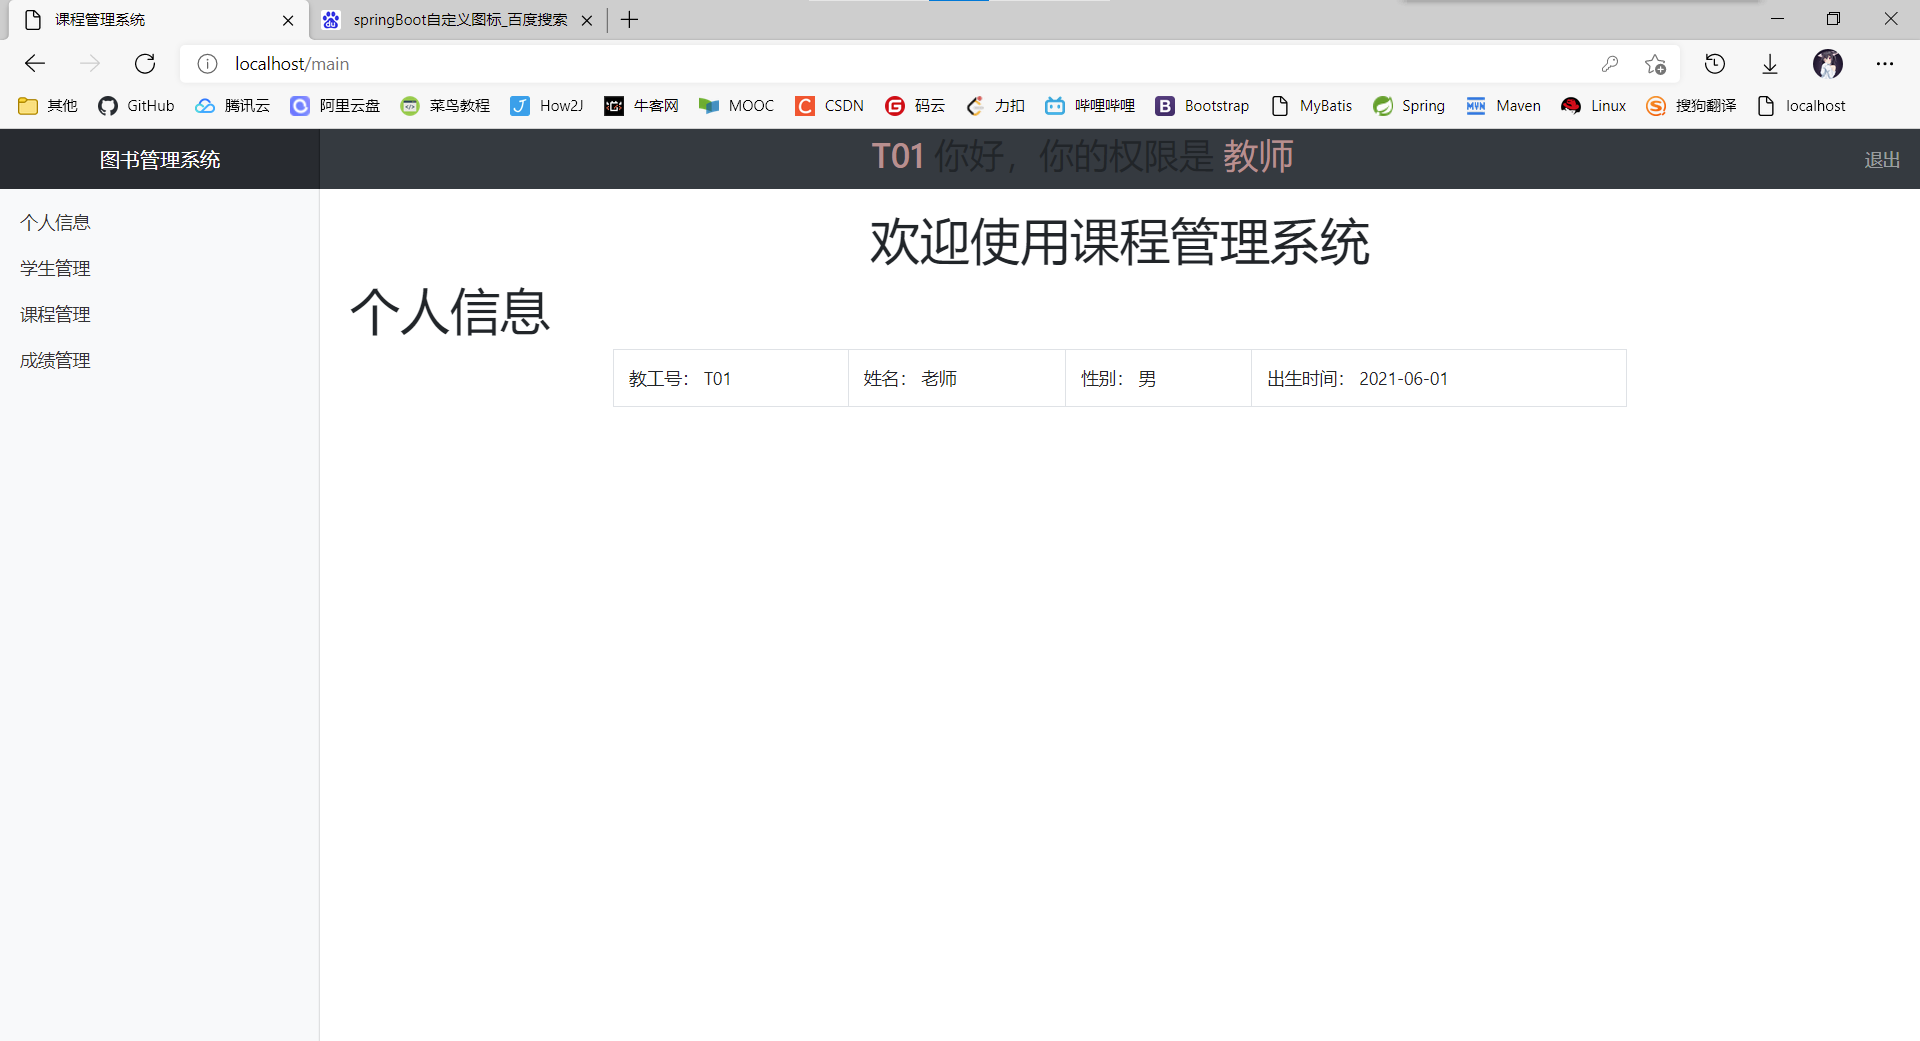 课程管理系统
springBoot自定义图标_百度搜索
localhost/main
其他 GitHub 腾讯云 阿里云盘 菜鸟教程 How2J 牛客网 MOOC CSDN 码云 力扣 哔哩哔哩 Bootstrap MyBatis Spring Maven Linux 搜狗翻译 localhost
图书管理系统
T01 你好，你的权限是 教师
退出
个人信息
学生管理
课程管理
成绩管理
欢迎使用课程管理系统
个人信息
教工号： T01 姓名： 老师 性别： 男 出生时间： 2021-06-01